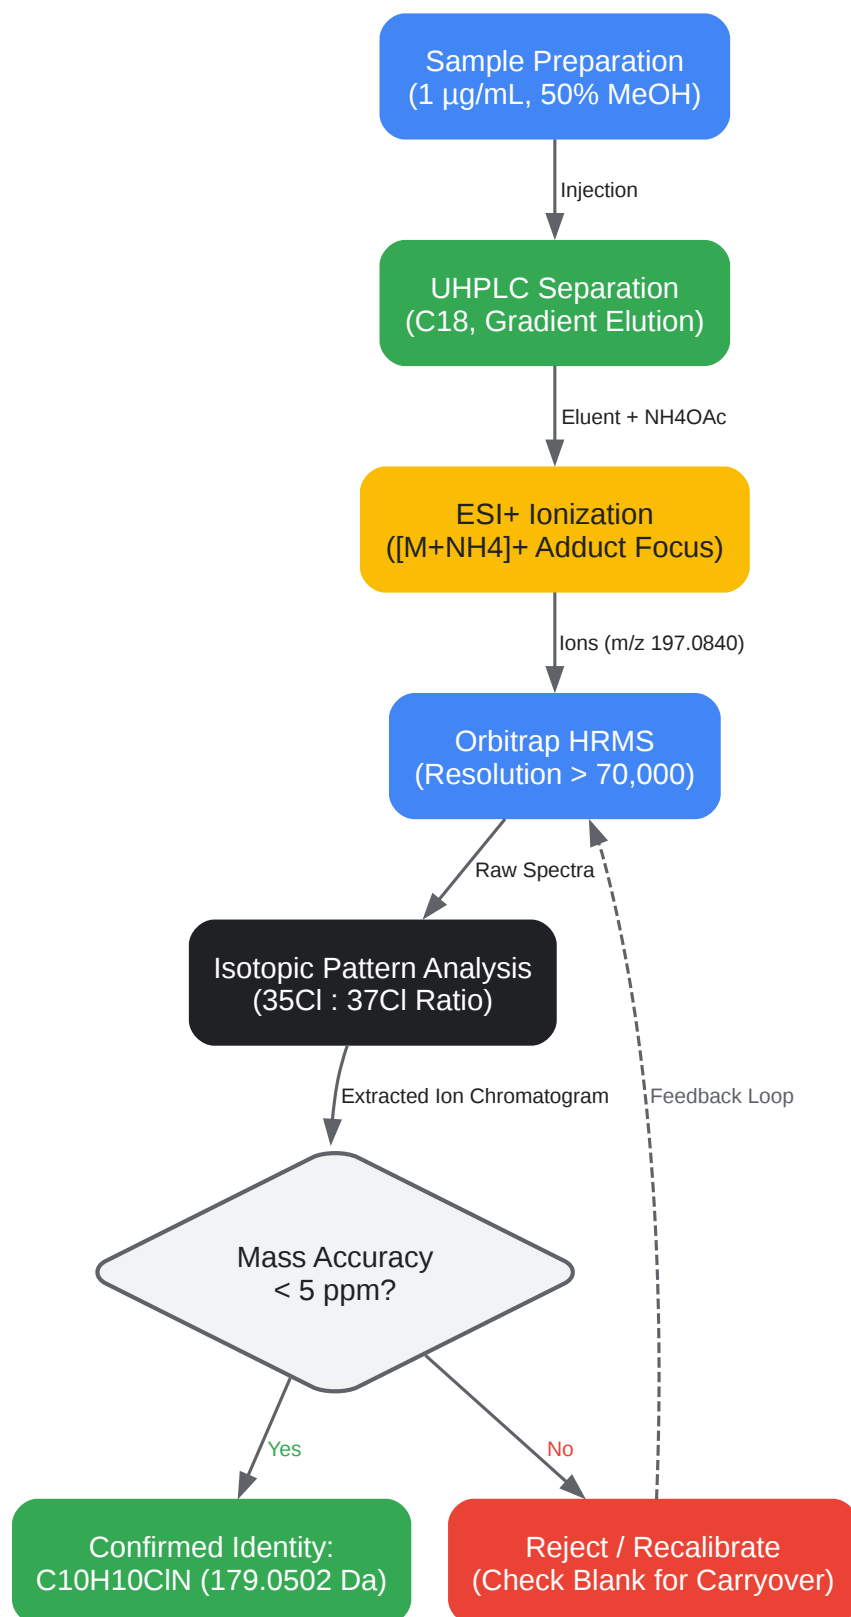 Sample Preparation
(1 µg/mL, 50% MeOH)
Injection
UHPLC Separation
(C18, Gradient Elution)
Eluent + NH4OAc
ESI+ Ionization
([M+NH4]+ Adduct Focus)
Ions (m/z 197.0840)
Orbitrap HRMS
(Resolution > 70,000)
Raw Spectra
Isotopic Pattern Analysis
(35Cl : 37Cl Ratio)
Extracted Ion Chromatogram
Feedback Loop
Mass Accuracy
< 5 ppm?
Yes
No
Confirmed Identity:
C10H10ClN (179.0502 Da)
Reject / Recalibrate
(Check Blank for Carryover)